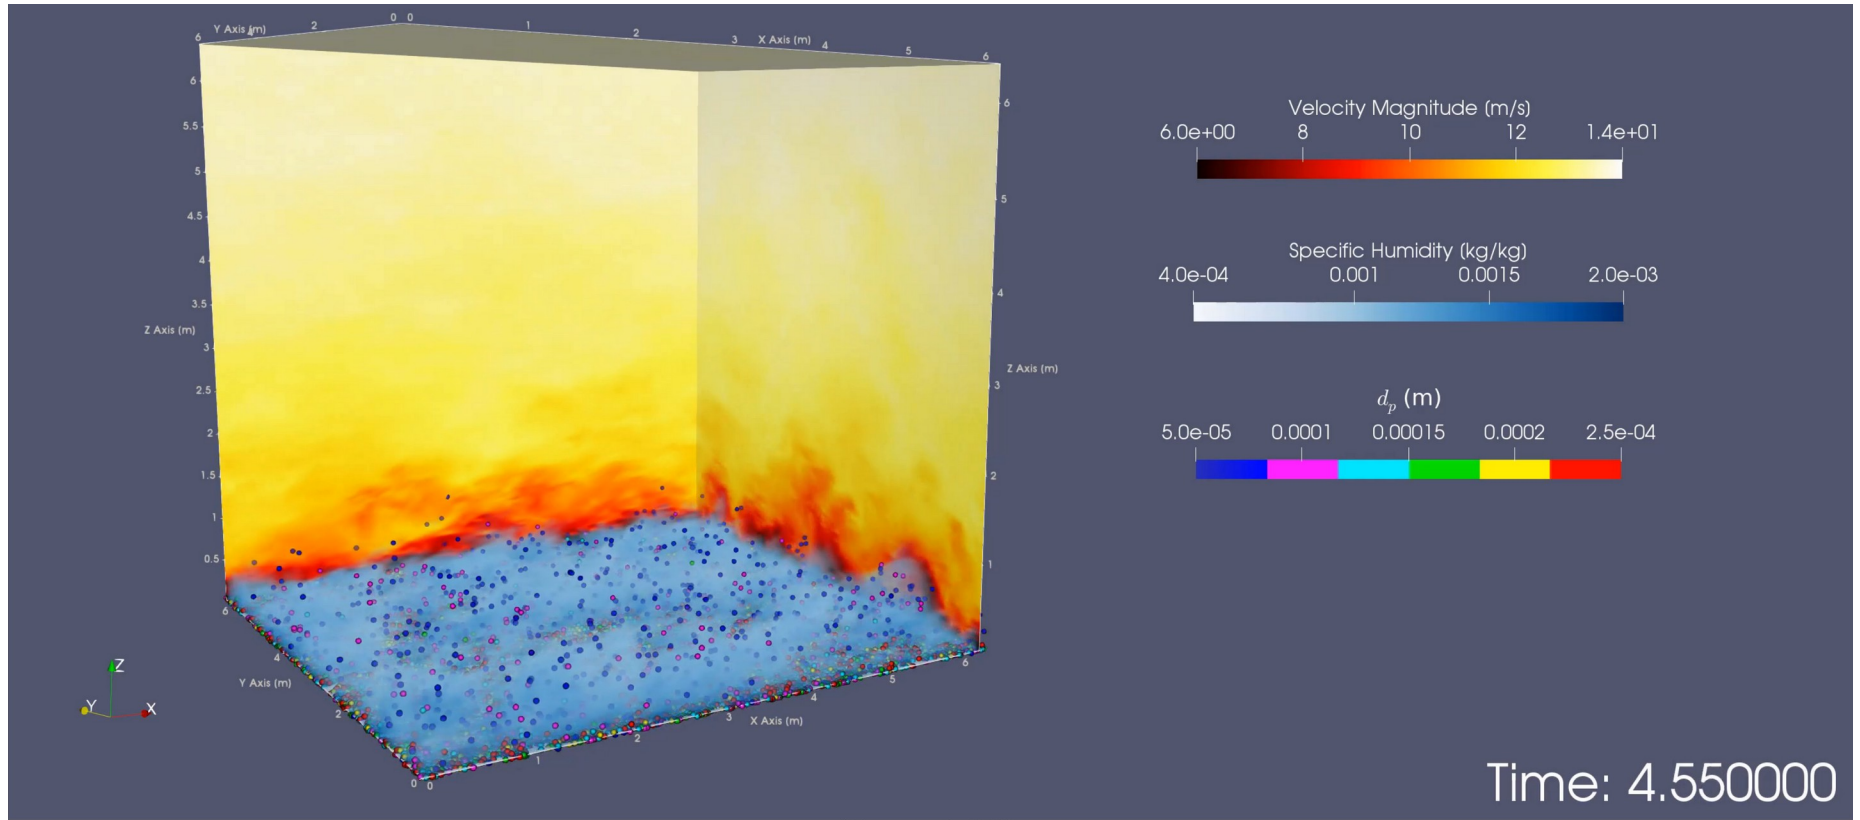 Y Axis (m)
6
4
2
0 0
1
2
3
X Axis (m)
4
5
6
6
5.5
5
4.5
4
3.5
Z Axis (m)
3
2.5
2
1.5
1
0.5
6
5
4
3
Z Axis (m)
2
1
6
4
Y Axis (m)
2
0 0
1
2
3
X Axis (m)
4
5
6
Z
Y
X
Velocity Magnitude (m/s)
6.0e+00 8 10 12 1.4e+01
Specific Humidity (kg/kg)
4.0e-04 0.001 0.0015 2.0e-03
dp (m)
5.0e-05 0.0001 0.00015 0.0002 2.5e-04
Time: 4.550000